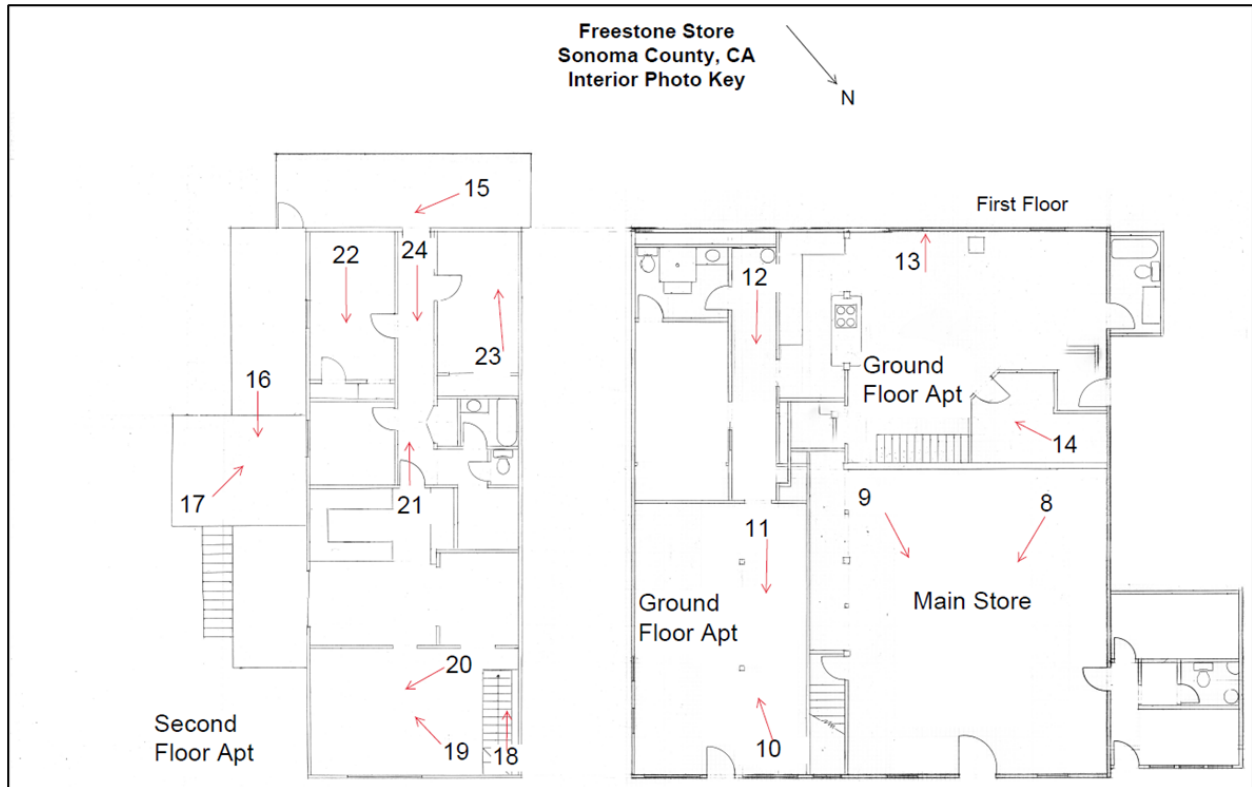 Freestone Store
Sonoma County, CA
Interior Photo Key
N
15
First Floor
22
24
12
13
23
16
Ground
Floor Apt
14
17
21
9
8
11
Ground
Floor Apt
Main Store
20
Second
Floor Apt
19
18
10